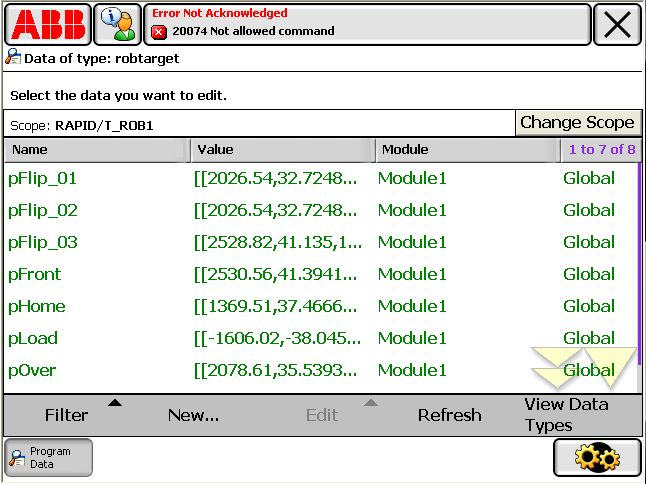 ABB
Error Not Acknowledged
20074 Not allowed command
Data of type: robtarget
Select the data you want to edit.
Scope: RAPID/T_ROB1
Change Scope
Name Value Module 1 to 7 of 8
pFlip_01 [[2026.54,32.7248... Module1 Global
pFlip_02 [[2026.54,32.7248... Module1 Global
pFlip_03 [[2528.82,41.135,1... Module1 Global
pFront [[2530.56,41.3941... Module1 Global
pHome [[1369.51,37.4666... Module1 Global
pLoad [[-1606.02,-38.045... Module1 Global
pOver [[2078.61,35.5393... Module1 Global
Filter New... Edit Refresh View Data
Types
Program
Data